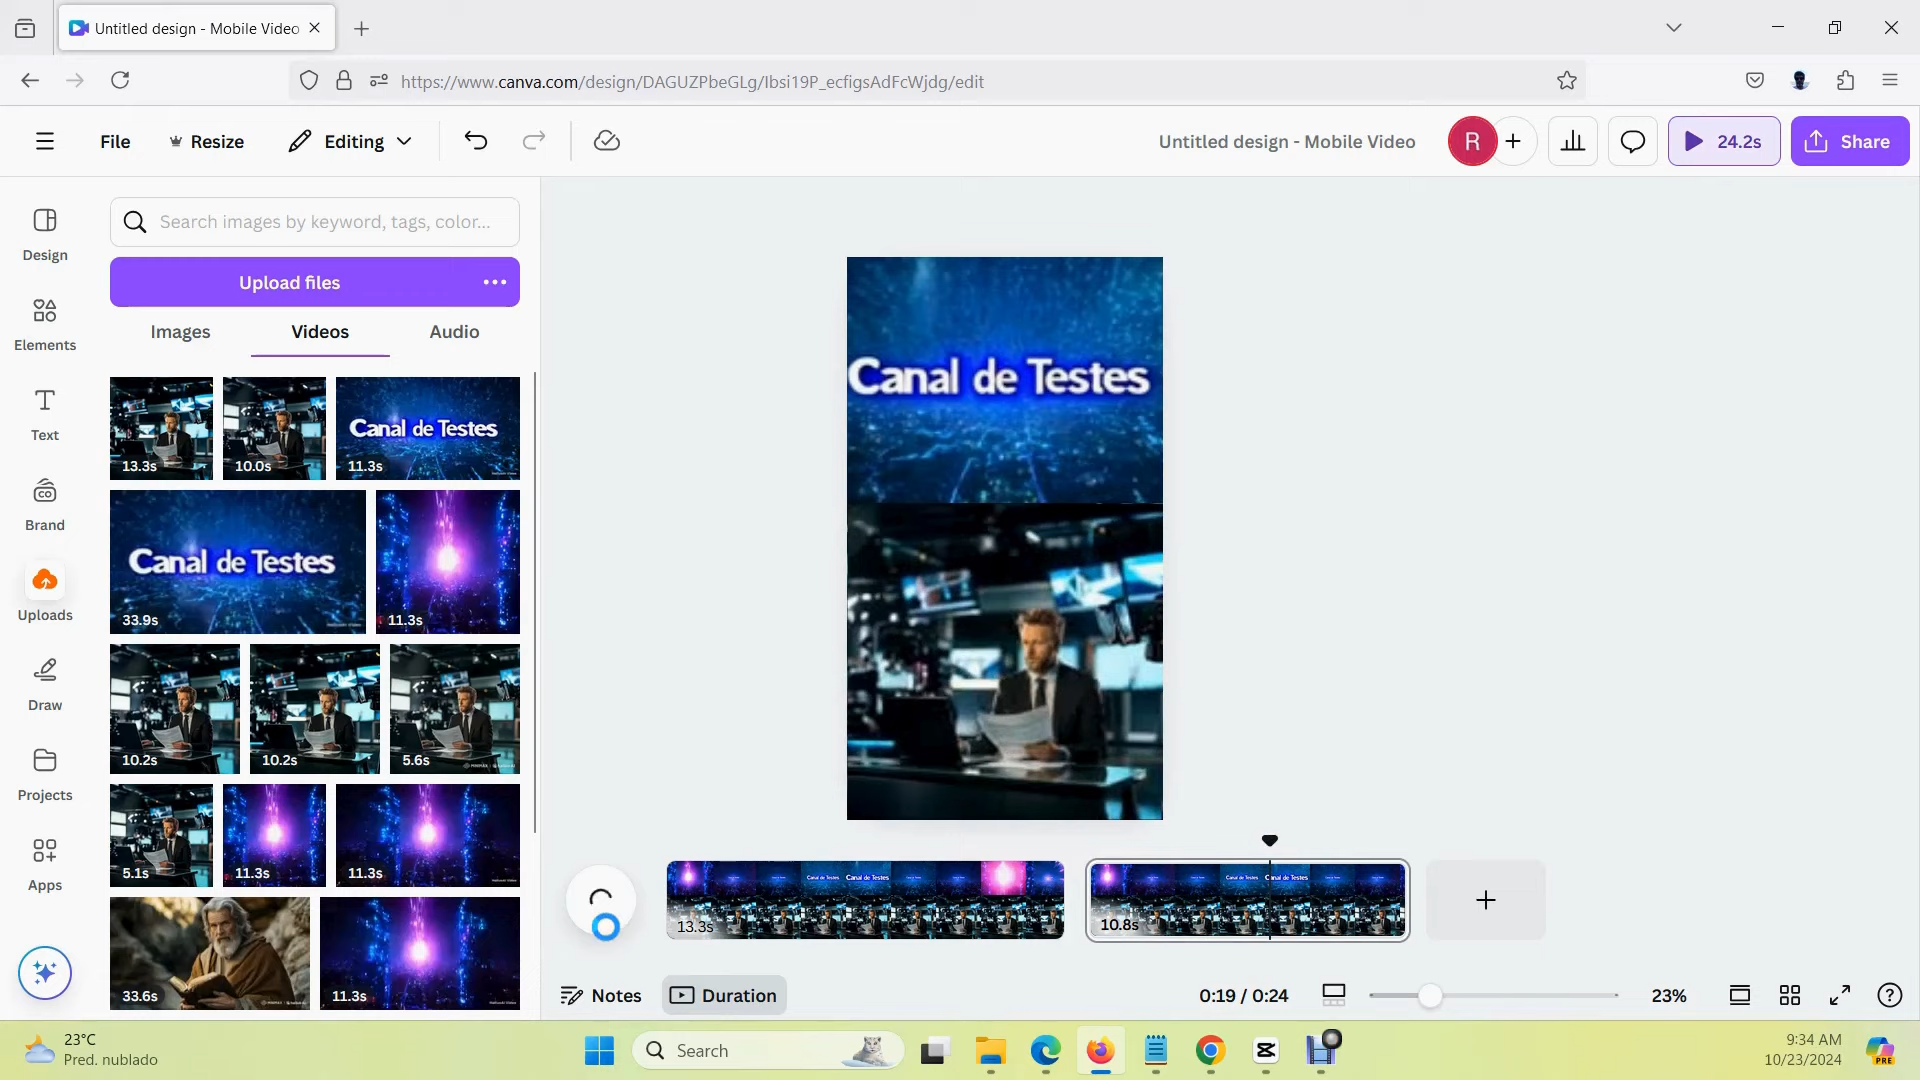 Untitled design - Mobile Video
https://www.canva.com/design/DAGUZPbeGLg/Ibsi19P_ecfigsAdFcWjdg/edit
File
Resize
Editing
Untitled design - Mobile Video
R
24.2s
Share
Design
Elements
Text
Brand
Uploads
Draw
Projects
Apps
Search images by keyword, tags, color...
Upload files
Images
Videos
Audio
13.3s
10.0s
Canal de Testes
11.3s
Canal de Testes
33.9s
11.3s
10.2s
10.2s
5.6s
5.1s
11.3s
11.3s
33.6s
11.3s
Canal de Testes
13.3s
10.8s
Notes
Duration
0:19 / 0:24
23%
23°C
Pred. nublado
Search
9:34 AM
10/23/2024
PRE